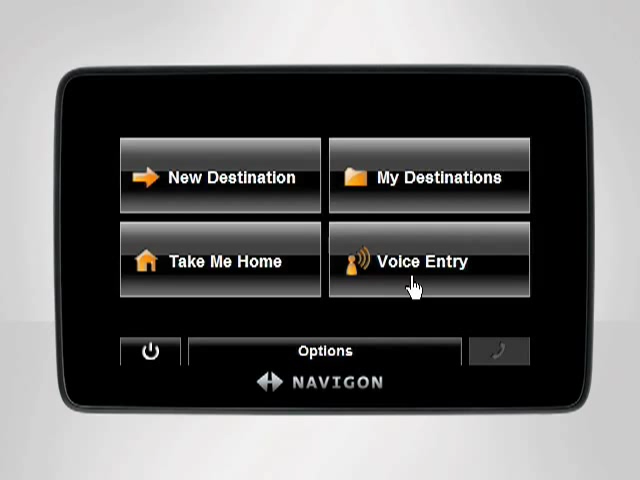 New Destination
My Destinations
Take Me Home
Voice Entry
Options
NAVIGON